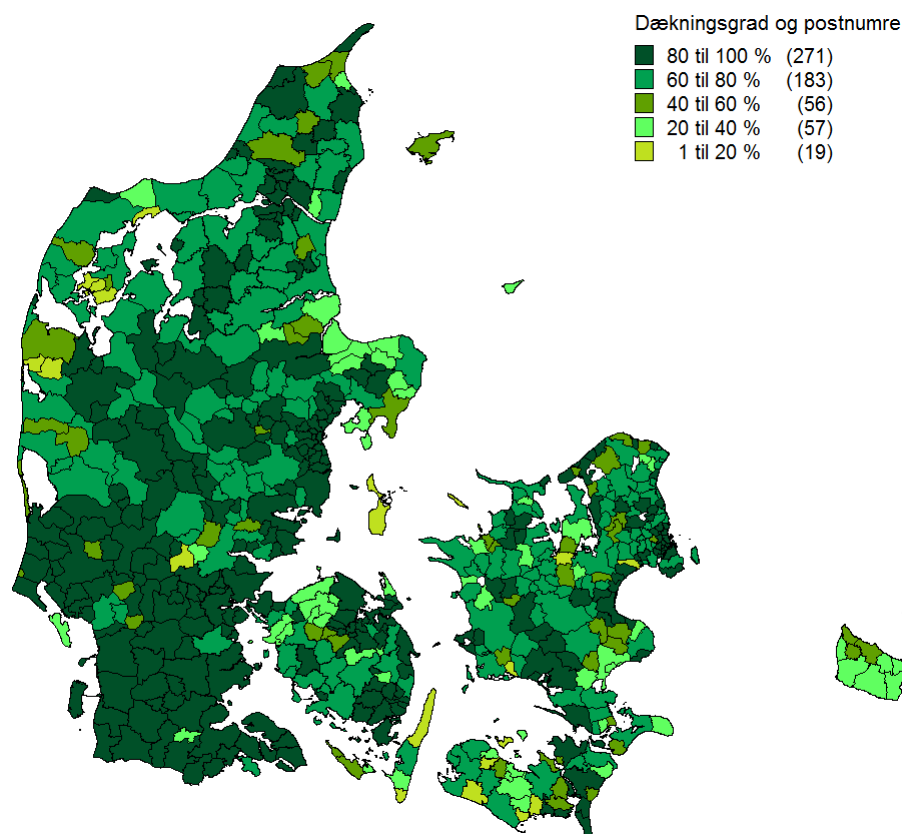 Dækningsgrad og postnumre
80 til 100 % (271)
60 til 80 % (183)
40 til 60 % (56)
20 til 40 % (57)
1 til 20 % (19)